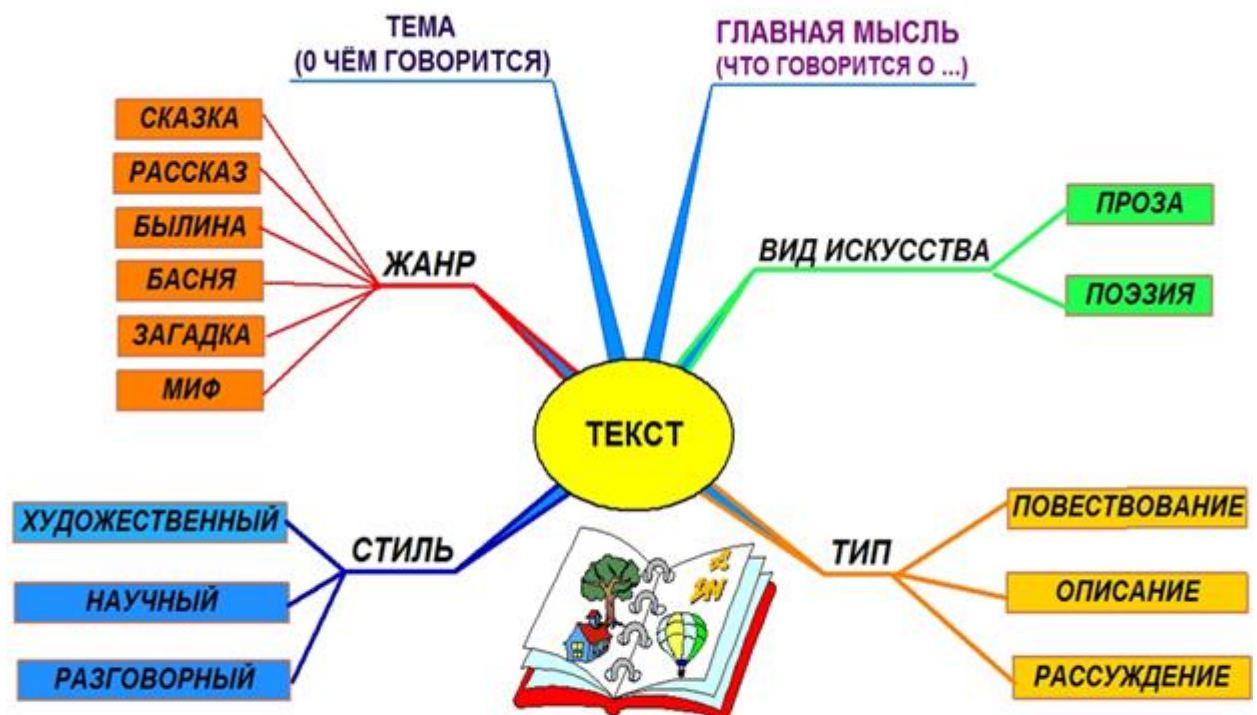 ТЕМА
(О ЧЁМ ГОВОРИТСЯ)
ГЛАВНАЯ МЫСЛЬ
(ЧТО ГОВОРИТСЯ О ...)
СКАЗКА
РАССКАЗ
БЫЛИНА
БАСНЯ
ЗАГАДКА
МИФ
ЖАНР
ВИД ИСКУССТВА
ПРОЗА
ПОЭЗИЯ
ТЕКСТ
ХУДОЖЕСТВЕННЫЙ
НАУЧНЫЙ
РАЗГОВОРНЫЙ
СТИЛЬ
ТИП
ПОВЕСТВОВАНИЕ
ОПИСАНИЕ
РАССУЖДЕНИЕ